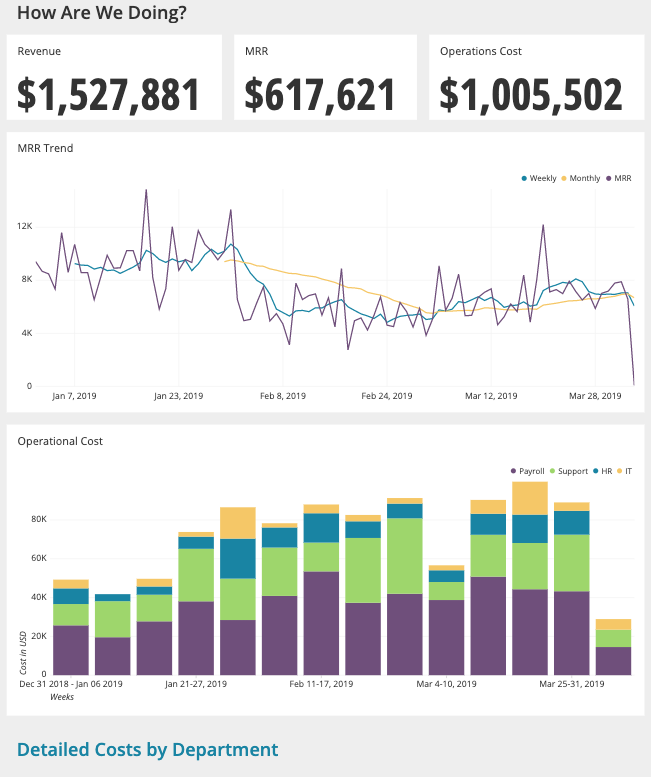 How Are We Doing?
Revenue
MRR
Operations Cost
$1,527,881
$617,621
$1,005,502
MRR Trend
Weekly
Monthly
MRR
12K
8K
4K
0
Jan 7, 2019
Jan 23, 2019
Feb 8, 2019
Feb 24, 2019
Mar 12, 2019
Mar 28, 2019
Operational Cost
Payroll
Support
HR
IT
80K
60K
40K
20K
0
Cost in USD
Dec 31 2018 - Jan 06 2019
Jan 21-27, 2019
Feb 11-17, 2019
Mar 4-10, 2019
Mar 25-31, 2019
Weeks
Detailed Costs by Department